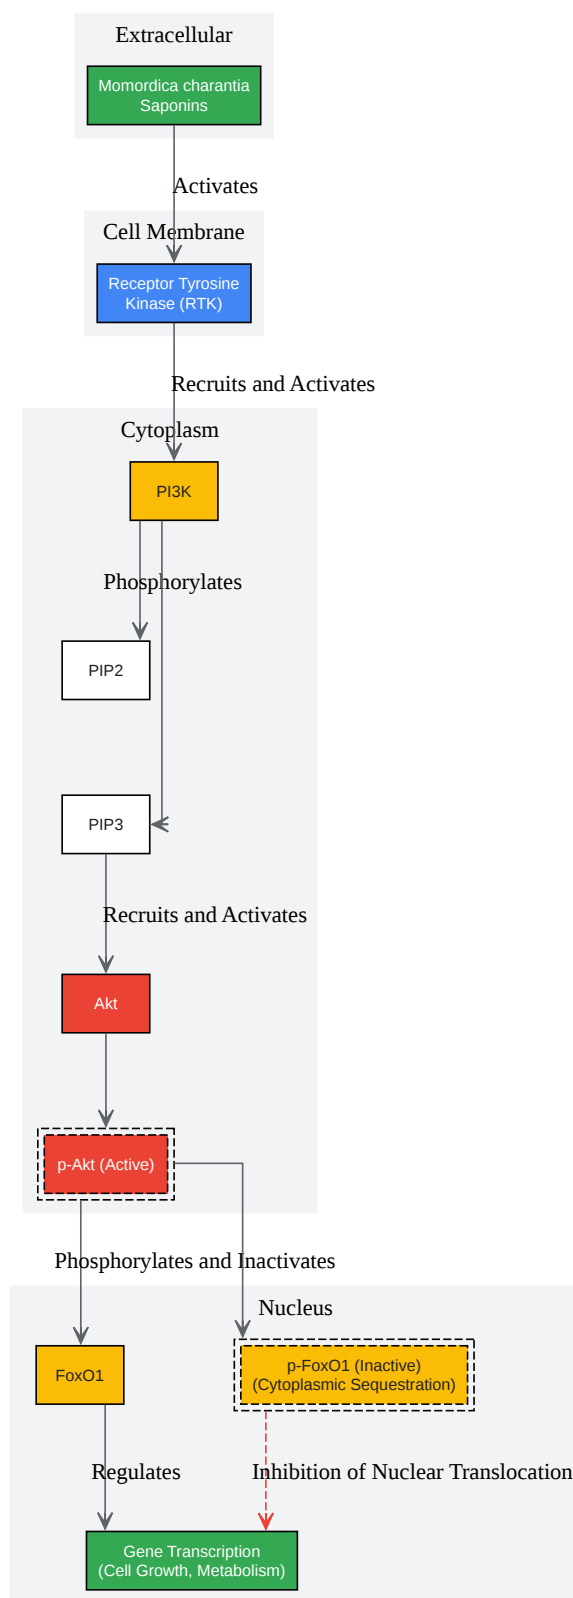 Extracellular
Momordica charantia
Saponins
Activates
Cell Membrane
Receptor Tyrosine
Kinase (RTK)
Recruits and Activates
Cytoplasm
PI3K
Phosphorylates
PIP2
PIP3
Recruits and Activates
Akt
p-Akt (Active)
Phosphorylates and Inactivates
Nucleus
FoxO1
p-FoxO1 (Inactive)
(Cytoplasmic Sequestration)
Regulates
Inhibition of Nuclear Translocation
Gene Transcription
(Cell Growth, Metabolism)